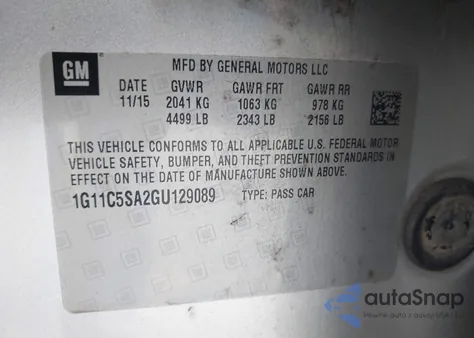 GM
MFD BY GENERAL MOTORS LLC
DATE GVWR GAWR FRT GAWR RR
11/15 2041 KG 1063 KG 978 KG
4499 LB 2343 LB 2156 LB
THIS VEHICLE CONFORMS TO ALL APPLICABLE U.S. FEDERAL MOTOR
VEHICLE SAFETY, BUMPER, AND THEFT PREVENTION STANDARDS IN
EFFECT ON THE DATE OF MANUFACTURE SHOWN ABOVE.
1G11C5SA2GU129089 TYPE: PASS CAR
autoSnap